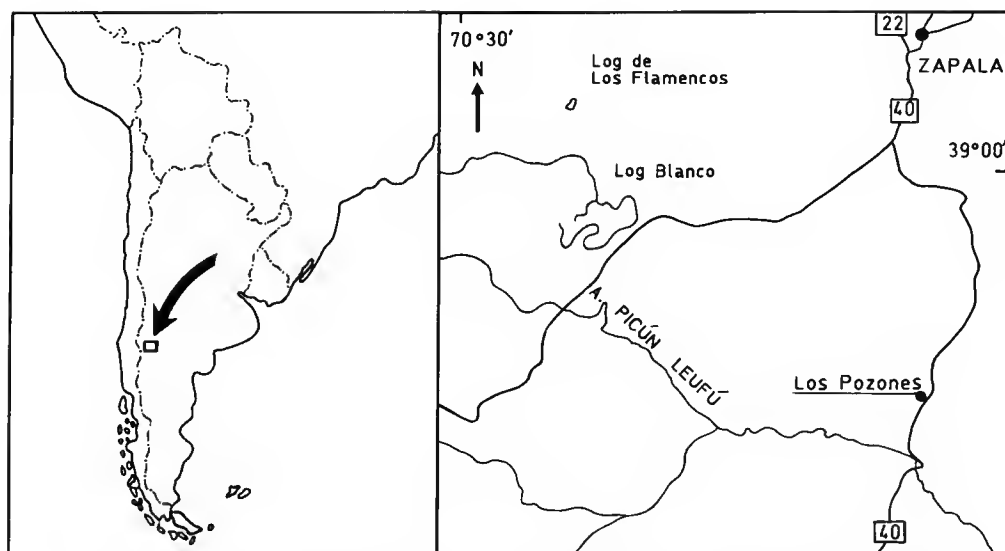 70°30'
N
Log de
Los Flamencos
22
ZAPALA
40
39°00'
Log Blanco
A. PICÚN LEUFÚ
Los Pozones
40